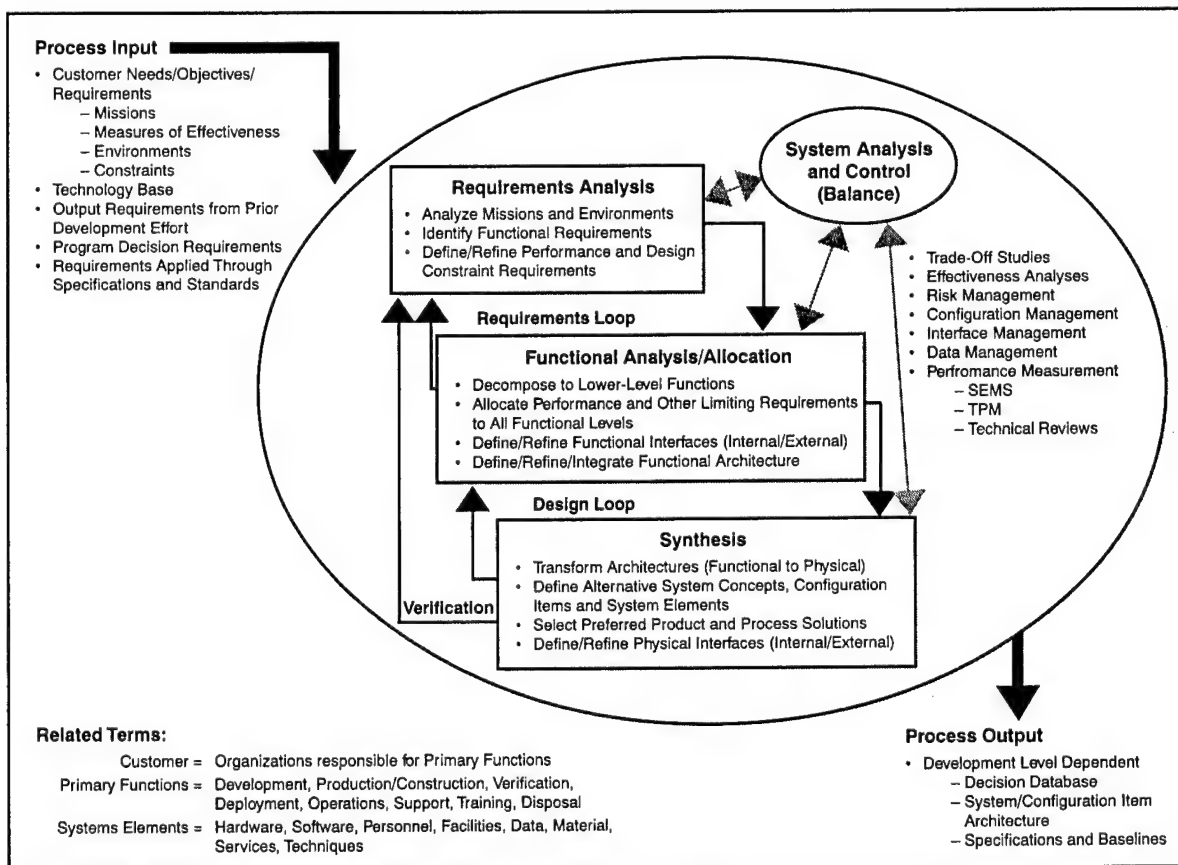 Process Input
• Customer Needs/Objectives/
Requirements
– Missions
– Measures of Effectiveness
– Environments
– Constraints
• Technology Base
• Output Requirements from Prior
Development Effort
• Program Decision Requirements
• Requirements Applied Through
Specifications and Standards
System Analysis
and Control
(Balance)
Requirements Analysis
• Analyze Missions and Environments
• Identify Functional Requirements
• Define/Refine Performance and Design
Constraint Requirements
• Trade-Off Studies
• Effectiveness Analyses
• Risk Management
• Configuration Management
• Interface Management
• Data Management
• Perfromance Measurement
– SEMS
– TPM
– Technical Reviews
Requirements Loop
Functional Analysis/Allocation
• Decompose to Lower-Level Functions
• Allocate Performance and Other Limiting Requirements
to All Functional Levels
• Define/Refine Functional Interfaces (Internal/External)
• Define/Refine/Integrate Functional Architecture
Design Loop
Synthesis
• Transform Architectures (Functional to Physical)
• Define Alternative System Concepts, Configuration
Items and System Elements
• Select Preferred Product and Process Solutions
• Define/Refine Physical Interfaces (Internal/External)
Verification
Related Terms:
Customer = Organizations responsible for Primary Functions
Primary Functions = Development, Production/Construction, Verification,
Deployment, Operations, Support, Training, Disposal
Systems Elements = Hardware, Software, Personnel, Facilities, Data, Material,
Services, Techniques
Process Output
• Development Level Dependent
– Decision Database
– System/Configuration Item
Architecture
– Specifications and Baselines